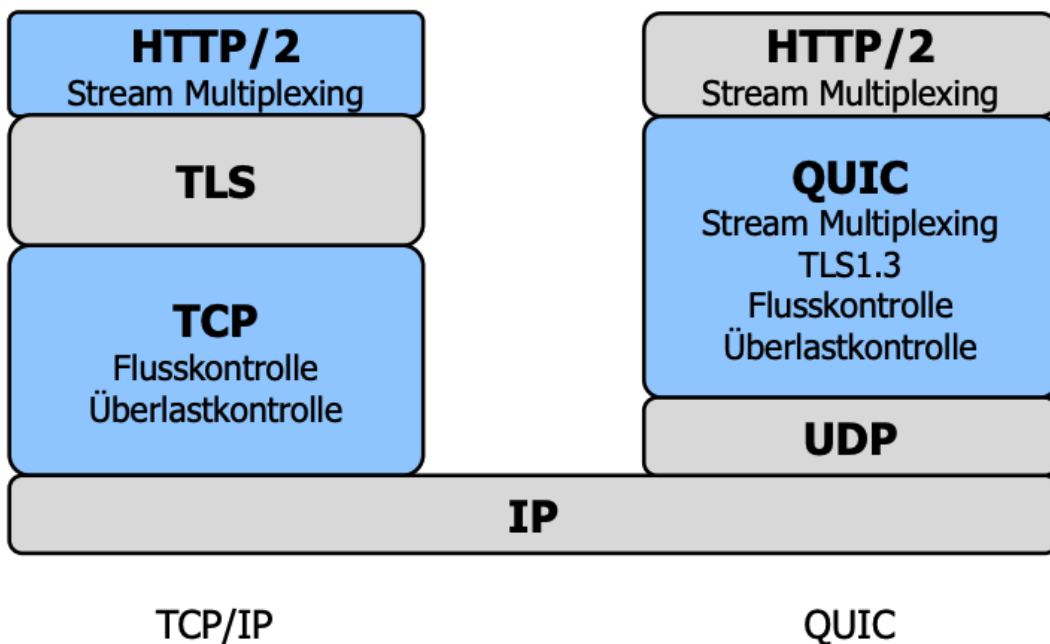 HTTP/2
Stream Multiplexing
TLS
TCP
Flusskontrolle
Überlastkontrolle
HTTP/2
Stream Multiplexing
QUIC
Stream Multiplexing
TLS1.3
Flusskontrolle
Überlastkontrolle
UDP
IP
TCP/IP
QUIC